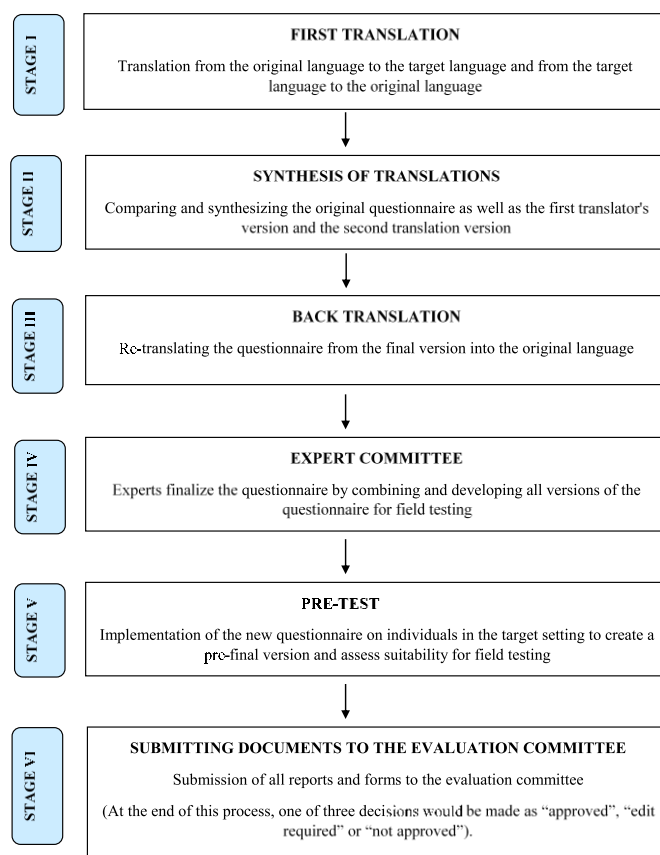 STAGE I
FIRST TRANSLATION
Translation from the original language to the target language and from the target
language to the original language
STAGE II
SYNTHESIS OF TRANSLATIONS
Comparing and synthesizing the original questionnaire as well as the first translator's
version and the second translation version
STAGE III
BACK TRANSLATION
Re-translating the questionnaire from the final version into the original language
STAGE IV
EXPERT COMMITTEE
Experts finalize the questionnaire by combining and developing all versions of the
questionnaire for field testing
STAGE V
PRE-TEST
Implementation of the new questionnaire on individuals in the target setting to create a
pre-final version and assess suitability for field testing
STAGE VI
SUBMITTING DOCUMENTS TO THE EVALUATION COMMITTEE
Submission of all reports and forms to the evaluation committee
(At the end of this process, one of three decisions would be made as “approved”, “edit
required” or “not approved”).